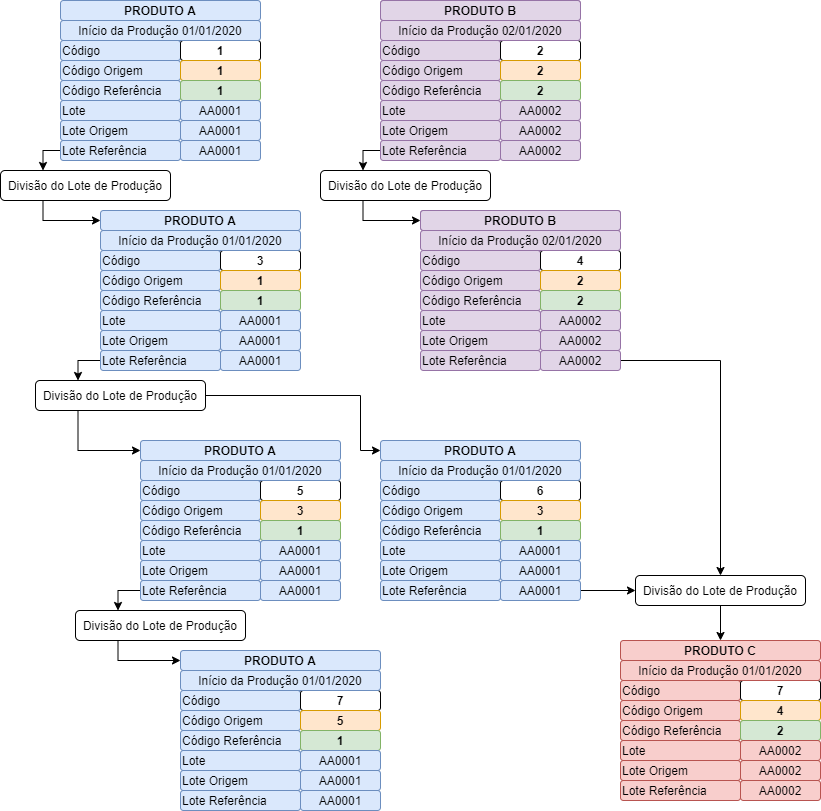 PRODUTO A
Início da Produção 01/01/2020
Código 1
Código Origem 1
Código Referência 1
Lote AA0001
Lote Origem AA0001
Lote Referência AA0001
Divisão do Lote de Produção
PRODUTO B
Início da Produção 02/01/2020
Código 2
Código Origem 2
Código Referência 2
Lote AA0002
Lote Origem AA0002
Lote Referência AA0002
Divisão do Lote de Produção
PRODUTO A
Início da Produção 01/01/2020
Código 3
Código Origem 1
Código Referência 1
Lote AA0001
Lote Origem AA0001
Lote Referência AA0001
Divisão do Lote de Produção
PRODUTO B
Início da Produção 02/01/2020
Código 4
Código Origem 2
Código Referência 2
Lote AA0002
Lote Origem AA0002
Lote Referência AA0002
PRODUTO A
Início da Produção 01/01/2020
Código 5
Código Origem 3
Código Referência 1
Lote AA0001
Lote Origem AA0001
Lote Referência AA0001
Divisão do Lote de Produção
PRODUTO A
Início da Produção 01/01/2020
Código 6
Código Origem 3
Código Referência 1
Lote AA0001
Lote Origem AA0001
Lote Referência AA0001
Divisão do Lote de Produção
PRODUTO A
Início da Produção 01/01/2020
Código 7
Código Origem 5
Código Referência 1
Lote AA0001
Lote Origem AA0001
Lote Referência AA0001
PRODUTO C
Início da Produção 01/01/2020
Código 7
Código Origem 4
Código Referência 2
Lote AA0002
Lote Origem AA0002
Lote Referência AA0002